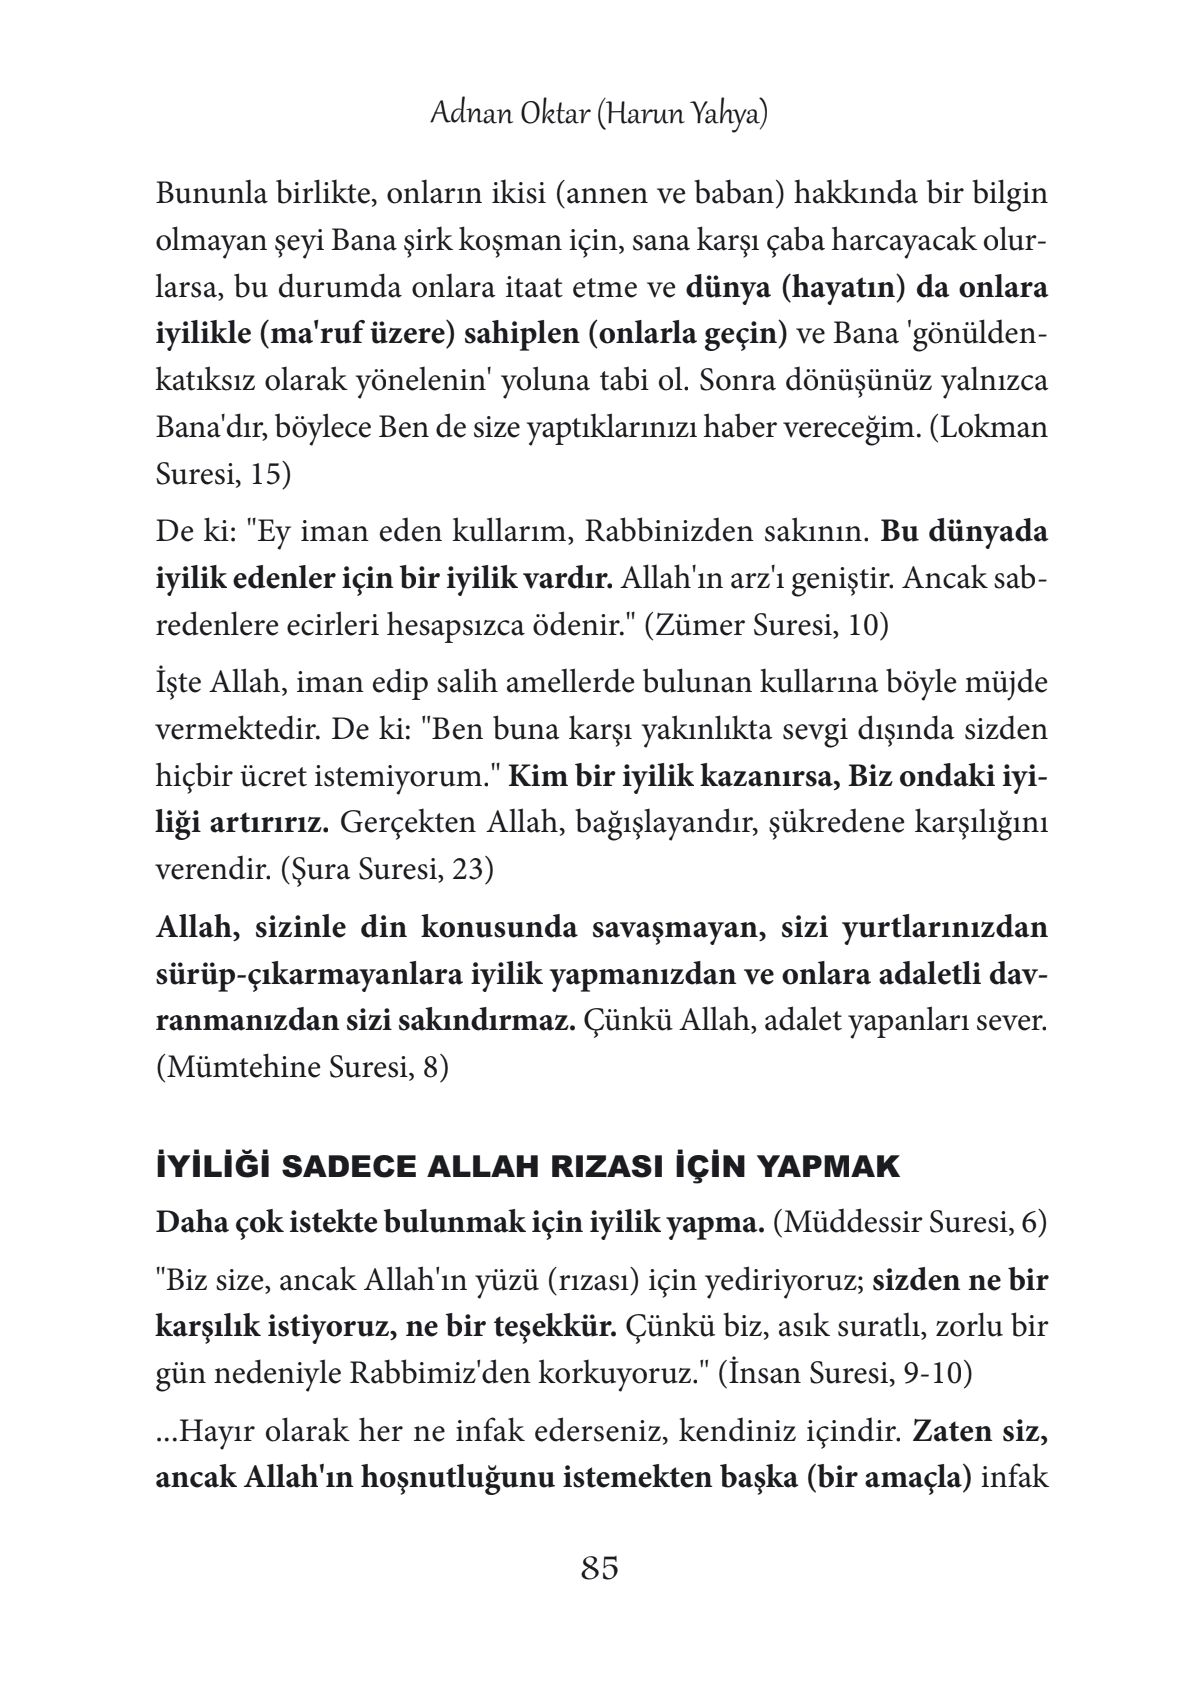 Adnan Oktar (Harun Yahya)
Bununla birlikte, onların ikisi (annen ve baban) hakkında bir bilgin
olmayan şeyi Bana şirk koşman için, sana karşı çaba harcayacak olur-
larsa, bu durumda onlara itaat etme ve dünya (hayatın) da onlara
iyilikle (ma'ruf üzere) sahiplen (onlarla geçin) ve Bana 'gönülden-
katıksız olarak yönelenin' yoluna tabi ol. Sonra dönüşünüz yalnızca
Bana'dır, böylece Ben de size yaptıklarınızı haber vereceğim. (Lokman
Suresi, 15)
De ki: "Ey iman eden kullarım, Rabbinizden sakının. Bu dünyada
iyilik edenler için bir iyilik vardır. Allah'ın arz'ı geniştir. Ancak sab-
redenlere ecirleri hesapsızca ödenir." (Zümer Suresi, 10)
İşte Allah, iman edip salih amellerde bulunan kullarına böyle müjde
vermektedir. De ki: "Ben buna karşı yakınlıkta sevgi dışında sizden
hiçbir ücret istemiyorum." Kim bir iyilik kazanırsa, Biz ondaki iyi-
liği artırırız. Gerçekten Allah, bağışlayandır, şükredene karşılığını
verendir. (Şura Suresi, 23)
Allah, sizinle din konusunda savaşmayan, sizi yurtlarınızdan
sürüp-çıkarmayanlara iyilik yapmanızdan ve onlara adaletli dav-
ranmanızdan sizi sakındırmaz. Çünkü Allah, adalet yapanları sever.
(Mümtehine Suresi, 8)
İYİLİĞİ SADECE ALLAH RIZASI İÇİN YAPMAK
Daha çok istekte bulunmak için iyilik yapma. (Müddessir Suresi, 6)
"Biz size, ancak Allah'ın yüzü (rızası) için yediriyoruz; sizden ne bir
karşılık istiyoruz, ne bir teşekkür. Çünkü biz, asık suratlı, zorlu bir
gün nedeniyle Rabbimiz'den korkuyoruz." (İnsan Suresi, 9-10)
...Hayır olarak her ne infak ederseniz, kendiniz içindir. Zaten siz,
ancak Allah'ın hoşnutluğunu istemekten başka (bir amaçla) infak
85